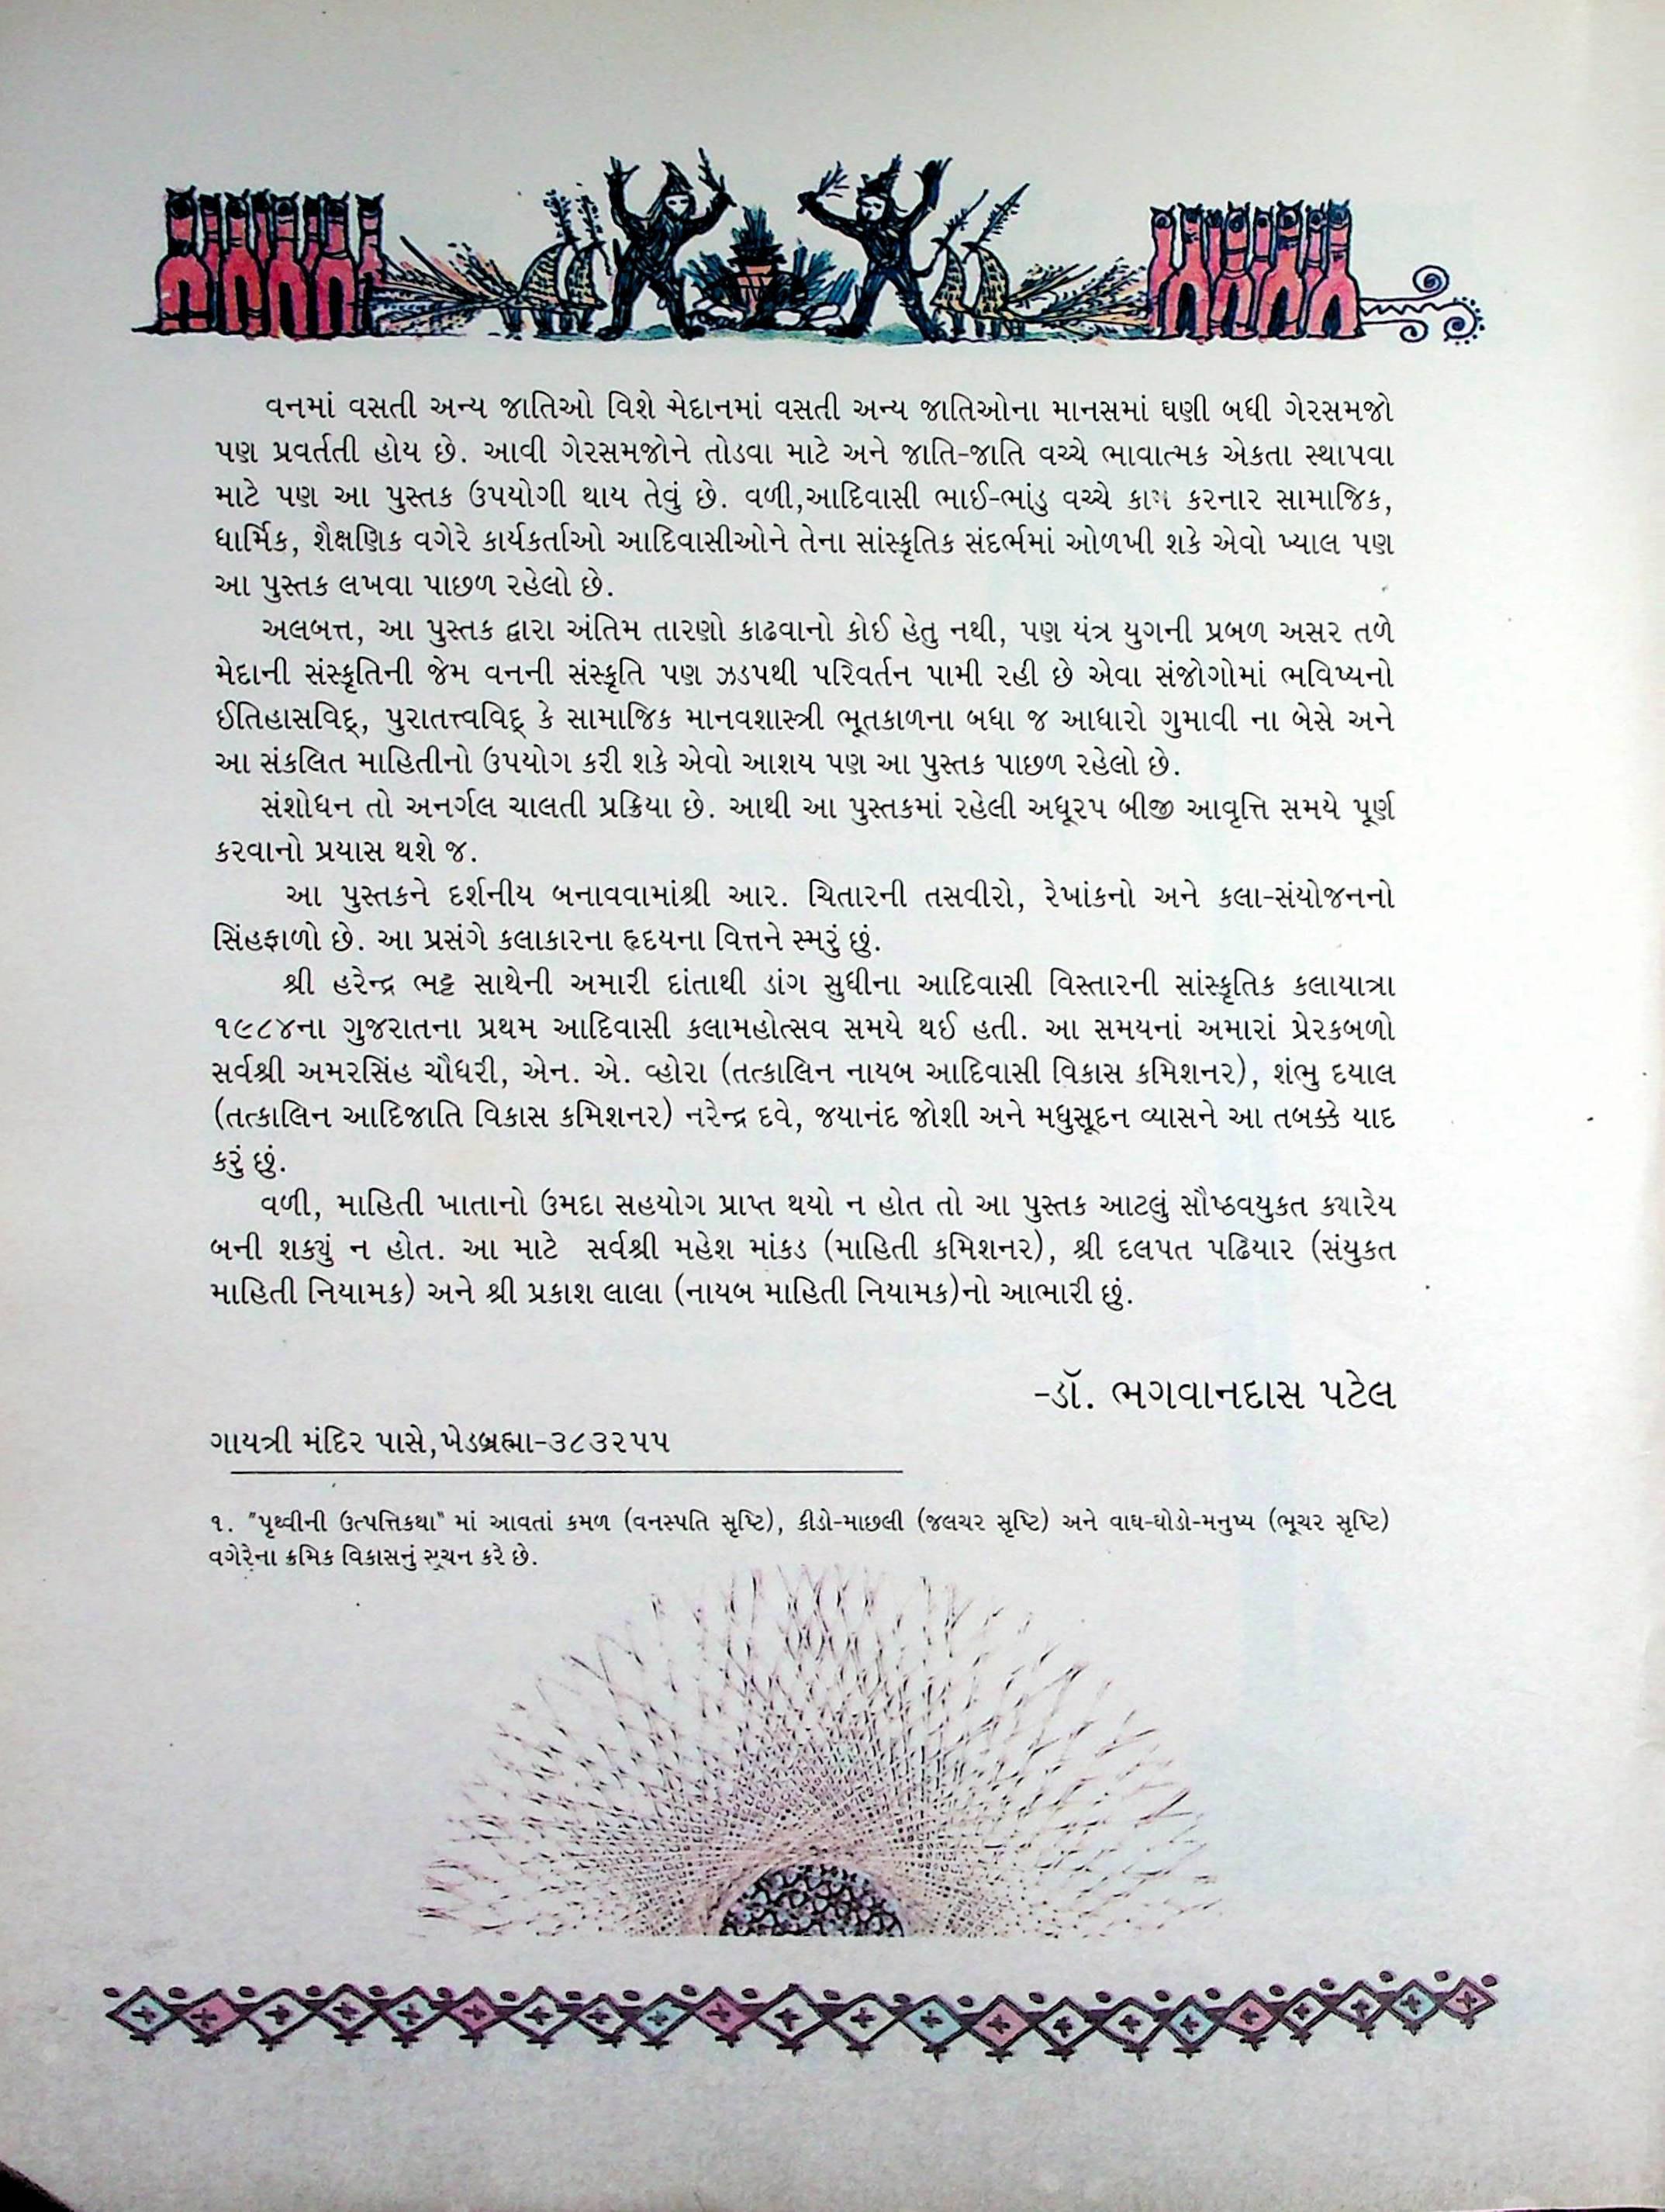 વનમાં વસતી અન્ય જાતિઓ વિશે મેદાનમાં વસતી અન્ય જાતિઓના માનસમાં ઘણી બધી ગેરસમજો
પણ પ્રવર્તતી હોય છે. આવી ગેરસમજોને તોડવા માટે અને જાતિ-જાતિ વચ્ચે ભાવાત્મક એકતા સ્થાપવા
માટે પણ આ પુસ્તક ઉપયોગી થાય તેવું છે. વળી,આદિવાસી ભાઈ-ભાંડુ વચ્ચે કામ કરનાર સામાજિક,
ધાર્મિક, શૈક્ષણિક વગેરે કાર્યકર્તાઓ આદિવાસીઓને તેના સાંસ્કૃતિક સંદર્ભમાં ઓળખી શકે એવો ખ્યાલ પણ
આ પુસ્તક લખવા પાછળ રહેલો છે.
અલબત્ત, આ પુસ્તક દ્વારા અંતિમ તારણો કાઢવાનો કોઈ હેતુ નથી, પણ યંત્ર યુગની પ્રબળ અસર તળે
મેદાની સંસ્કૃતિની જેમ વનની સંસ્કૃતિ પણ ઝડપથી પરિવર્તન પામી રહી છે એવા સંજોગોમાં ભવિષ્યનો
ઈતિહાસવિદ્, પુરાતત્ત્વવિદ્ કે સામાજિક માનવશાસ્ત્રી ભૂતકાળના બધા જ આધારો ગુમાવી ના બેસે અને
આ સંકલિત માહિતીનો ઉપયોગ કરી શકે એવો આશય પણ આ પુસ્તક પાછળ રહેલો છે.
સંશોધન તો અનર્ગલ ચાલતી પ્રક્રિયા છે. આથી આ પુસ્તકમાં રહેલી અધૂરપ બીજી આવૃત્તિ સમયે પૂર્ણ
કરવાનો પ્રયાસ થશે જ.
આ પુસ્તકને દર્શનીય બનાવવામાંશ્રી આર. ચિતારની તસવીરો, રેખાંકનો અને કલા-સંયોજનનો
સિંહફાળો છે. આ પ્રસંગે કલાકારના હૃદયના વિત્તને સ્મરું છું.
શ્રી હરેન્દ્ર ભટ્ટ સાથેની અમારી દાંતાથી ડાંગ સુધીના આદિવાસી વિસ્તારની સાંસ્કૃતિક કલાયાત્રા
૧૯૮૪ના ગુજરાતના પ્રથમ આદિવાસી કલામહોત્સવ સમયે થઈ હતી. આ સમયનાં અમારાં પ્રેરકબળો
સર્વશ્રી અમરસિંહ ચૌધરી, એન. એ. વ્હોરા (તત્કાલિન નાયબ આદિવાસી વિકાસ કમિશનર), શંભુ દયાલ
(તત્કાલિન આદિજાતિ વિકાસ કમિશનર) નરેન્દ્ર દવે, જયાનંદ જોશી અને મધુસૂદન વ્યાસને આ તબક્કે યાદ
કરું છું.
વળી, માહિતી ખાતાનો ઉમદા સહયોગ પ્રાપ્ત થયો ન હોત તો આ પુસ્તક આટલું સૌષ્ઠવયુકત કયારેય
બની શકયું ન હોત. આ માટે સર્વશ્રી મહેશ માંકડ (માહિતી કમિશનર), શ્રી દલપત પઢિયાર (સંયુકત
માહિતી નિયામક) અને શ્રી પ્રકાશ લાલા (નાયબ માહિતી નિયામક)નો આભારી છું.
-ડૉ. ભગવાનદાસ પટેલ
ગાયત્રી મંદિર પાસે,ખેડબ્રહ્મા-૩૮૩૨૫૫
૧. "પૃથ્વીની ઉત્પત્તિકથા" માં આવતાં કમળ (વનસ્પતિ સૃષ્ટિ), કીડો-માછલી (જલચર સૃષ્ટિ) અને વાઘ-ઘોડો-મનુષ્ય (ભૂચર સૃષ્ટિ)
વગેરેના ક્રમિક વિકાસનું સૂચન કરે છે.